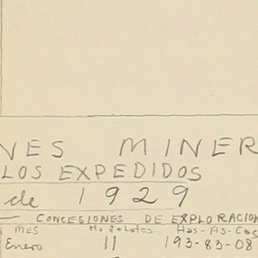 NES MINER
LOS EXPEDIDOS
de 1929
CONCESIONES DE EXPLORACION
MES No de Lotes Has-As-Cas
Enero 11 193-83-08